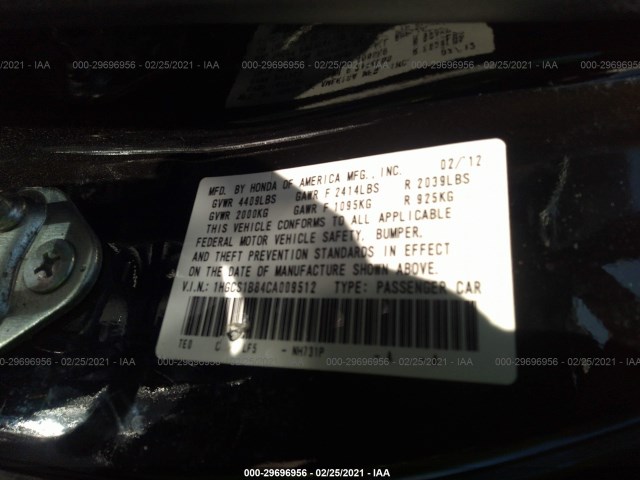 000-29696956 - 02/25/2021 - IAA
000-29696956 - 02/25/2021 - IAA
000-29696956 - 02/25/2021 - IAA
MFD. BY HONDA OF AMERICA MFG., INC. 02/12
GVWR 4409LBS GAWR F 2414LBS R 2039LBS
GVWR 2000KG GAWR F 1095KG R 925KG
THIS VEHICLE CONFORMS TO ALL APPLICABLE
FEDERAL MOTOR VEHICLE SAFETY, BUMPER,
AND THEFT PREVENTION STANDARDS IN EFFECT
ON THE DATE OF MANUFACTURE SHOWN ABOVE.
V.I.N.: 1HGCS1B84CA009512 TYPE: PASSENGER CAR
TE0 C LFS - NH731P
000-29696956 - 02/25/2021 - IAA
000-29696956 - 02/25/2021 - IAA
000-29696956 - 02/25/2021 - IAA